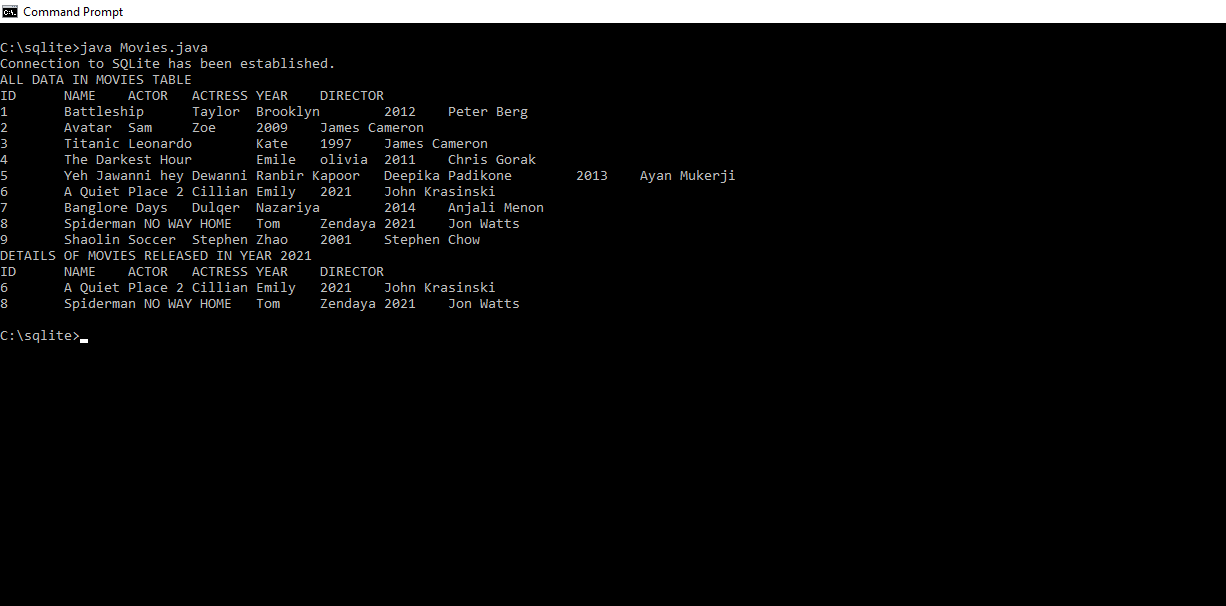 Command Prompt
C:\sqlite>java Movies.java
Connection to SQLite has been established.
ALL DATA IN MOVIES TABLE
ID	NAME	ACTOR	ACTRESS	YEAR	DIRECTOR
1	Battleship	Taylor	Brooklyn	2012	Peter Berg
2	Avatar	Sam	Zoe	2009	James Cameron
3	Titanic	Leonardo	Kate	1997	James Cameron
4	The Darkest Hour	Emile	olivia	2011	Chris Gorak
5	Yeh Jawanni hey Dewanni	Ranbir Kapoor	Deepika Padikone	2013	Ayan Mukerji
6	A Quiet Place 2	Cillian	Emily	2021	John Krasinski
7	Banglore Days	Dulqer	Nazariya	2014	Anjali Menon
8	Spiderman NO WAY HOME	Tom	Zendaya	2021	Jon Watts
9	Shaolin Soccer	Stephen	Zhao	2001	Stephen Chow
DETAILS OF MOVIES RELEASED IN YEAR 2021
ID	NAME	ACTOR	ACTRESS	YEAR	DIRECTOR
6	A Quiet Place 2	Cillian	Emily	2021	John Krasinski
8	Spiderman NO WAY HOME	Tom	Zendaya	2021	Jon Watts
C:\sqlite>